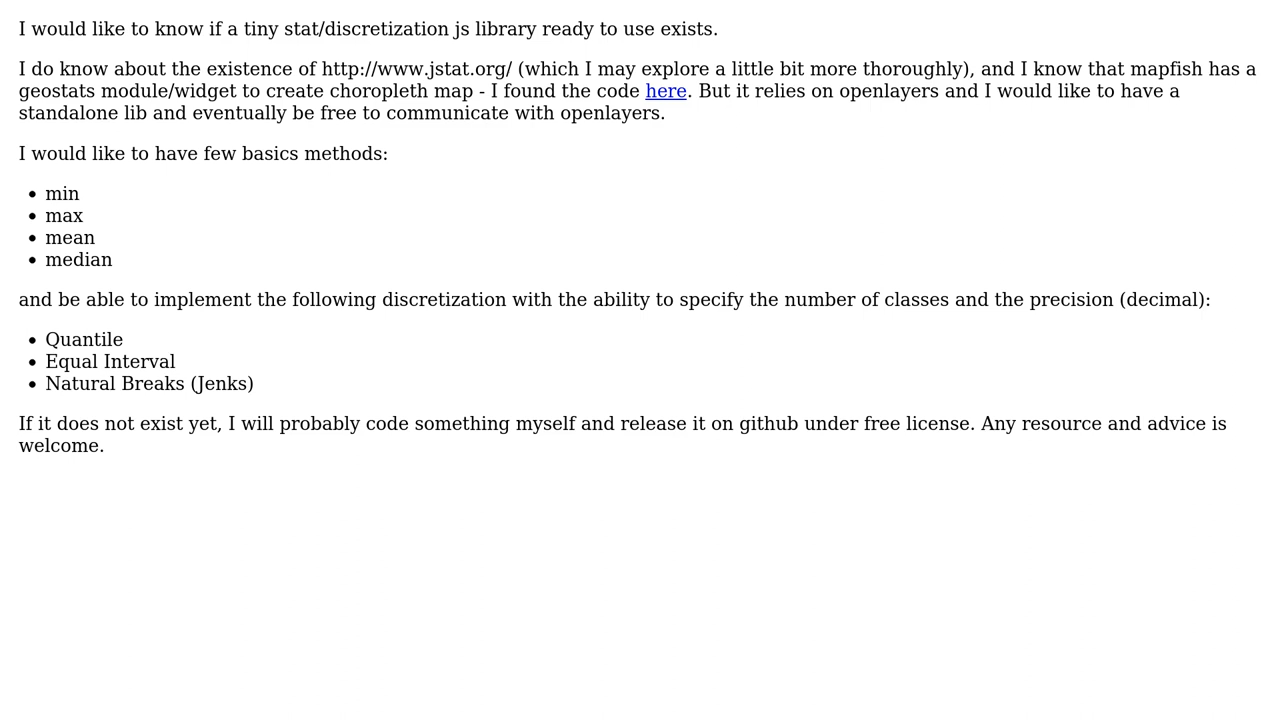 I would like to know if a tiny stat/discretization js library ready to use exists.
I do know about the existence of http://www.jstat.org/ (which I may explore a little bit more thoroughly), and I know that mapfish has a
geostats module/widget to create choropleth map - I found the code here. But it relies on openlayers and I would like to have a
standalone lib and eventually be free to communicate with openlayers.
I would like to have few basics methods:
• min
• max
• mean
• median
and be able to implement the following discretization with the ability to specify the number of classes and the precision (decimal):
• Quantile
• Equal Interval
• Natural Breaks (Jenks)
If it does not exist yet, I will probably code something myself and release it on github under free license. Any resource and advice is
welcome.